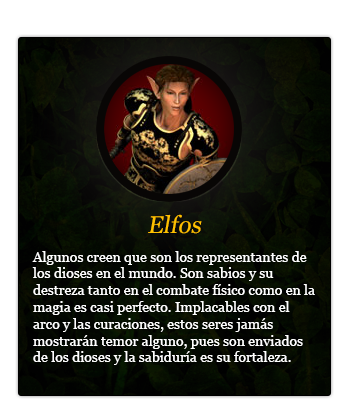 Elfos
Algunos creen que son los representantes de
los dioses en el mundo. Son sabios y su
destreza tanto en el combate físico como en la
magia es casi perfecto. Implacables con el
arco y las curaciones, estos seres jamás
mostrarán temor alguno, pues son enviados
de los dioses y la sabiduría es su fortaleza.